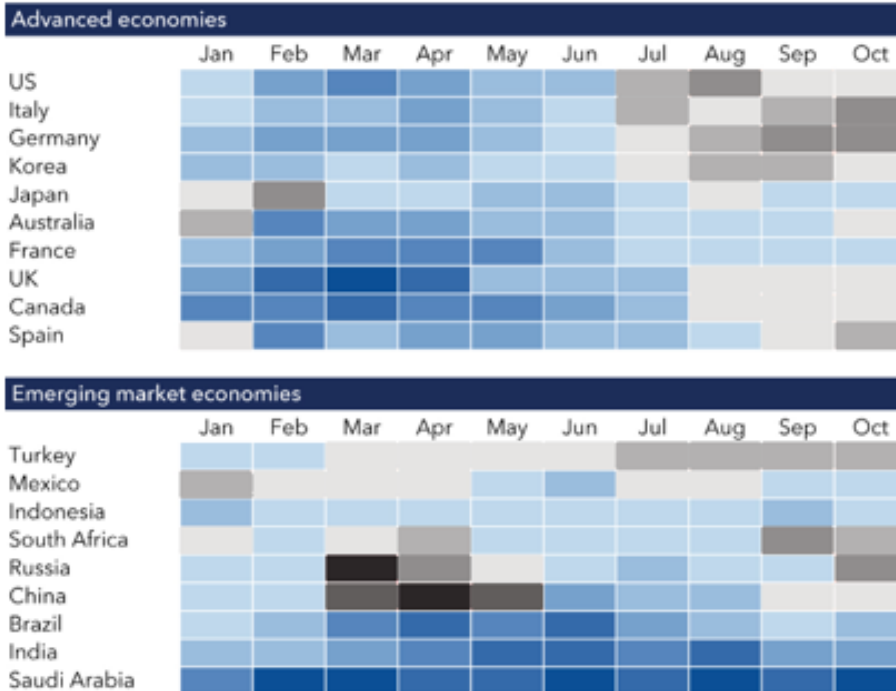 Advanced economies
Jan Feb Mar Apr May Jun Jul Aug Sep Oct
US
Italy
Germany
Korea
Japan
Australia
France
UK
Canada
Spain
Emerging market economies
Jan Feb Mar Apr May Jun Jul Aug Sep Oct
Turkey
Mexico
Indonesia
South Africa
Russia
China
Brazil
India
Saudi Arabia